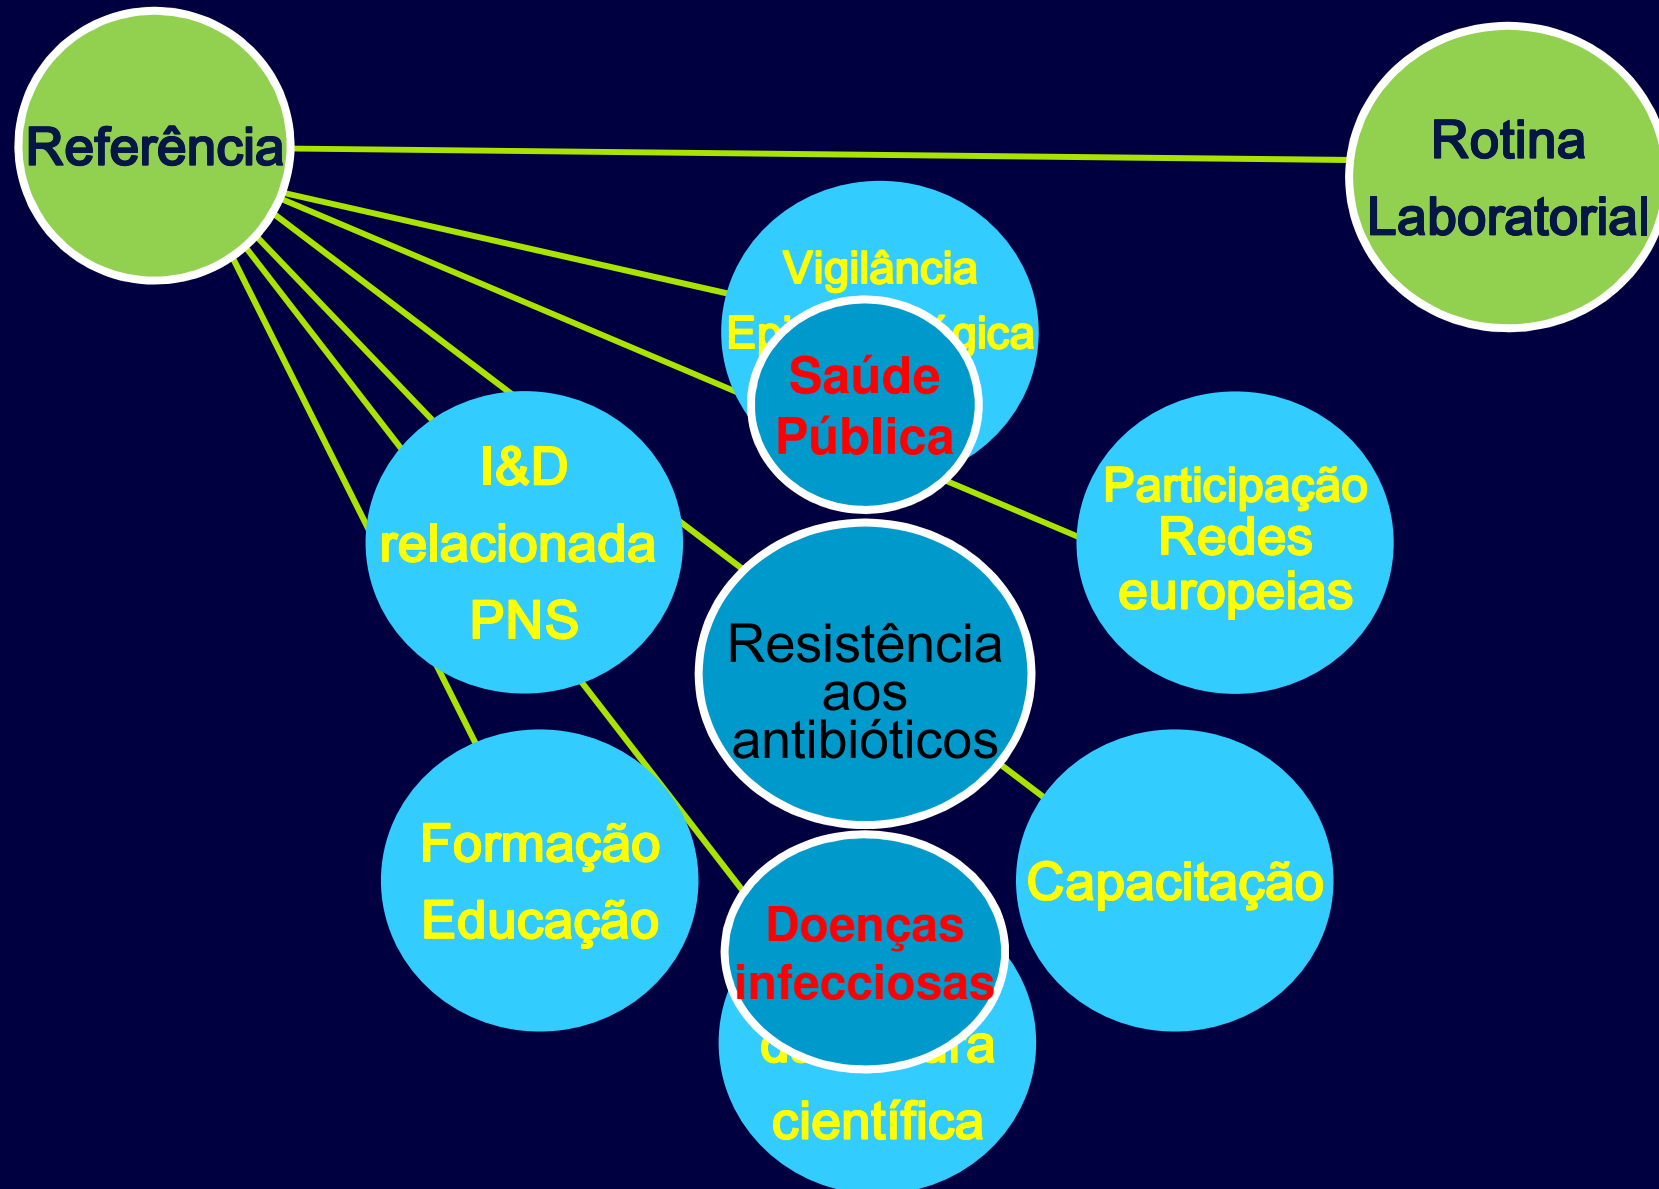 Referência
Rotina
Laboratorial
Vigilância
Saúde
Pública
I&D
relacionada
PNS
Participação
Redes
europeias
Resistência
aos
antibióticos
Formação
Educação
Capacitação
Doenças
infecciosas
científica